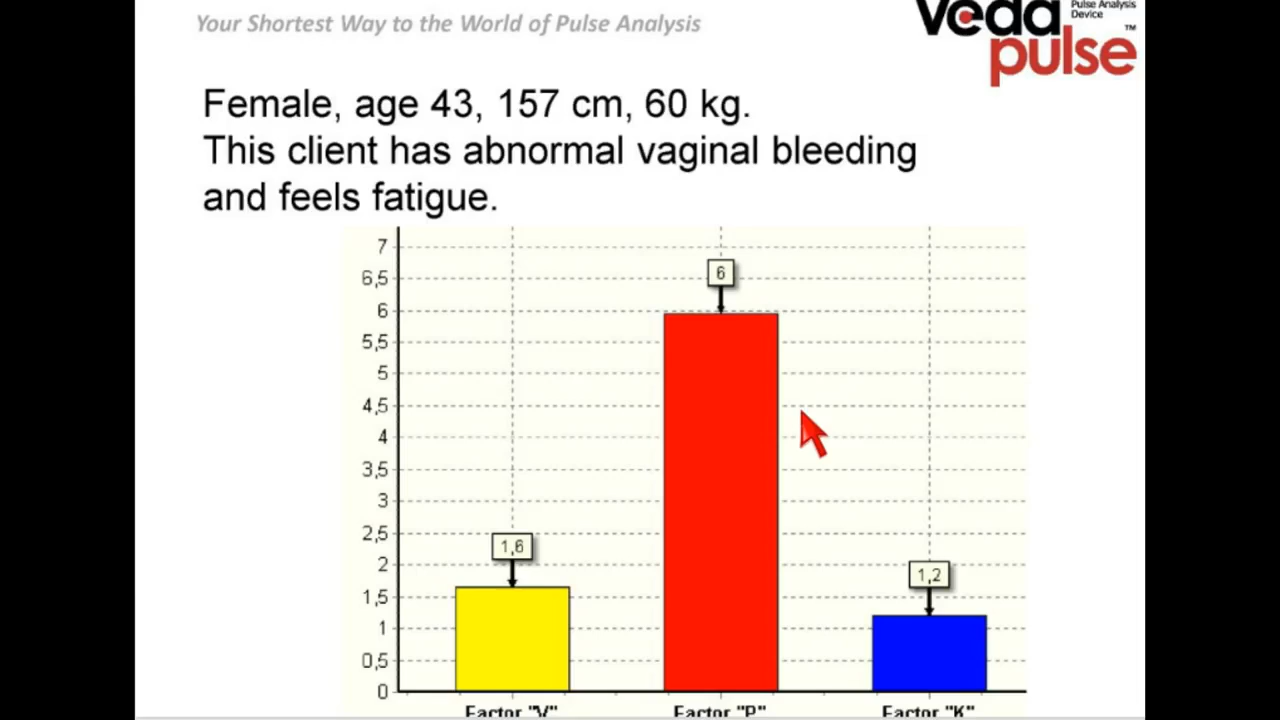 Your Shortest Way to the World of Pulse Analysis
Veda
Pulse Analysis
Device
pulse
™
Female, age 43, 157 cm, 60 kg.
This client has abnormal vaginal bleeding
and feels fatigue.
7
6,5
6
5,5
5
4,5
4
3,5
3
2,5
2
1,5
1
0,5
0
1,6
6
1,2
Factor "V"
Factor "P"
Factor "K"